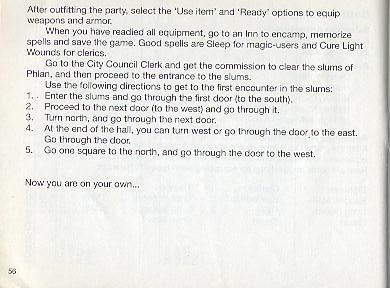 After outfitting the party, select the 'Use item' and 'Ready' options to equip
weapons and armor.
When you have readied all equipment, go to an Inn to encamp, memorize
spells and save the game. Good spells are Sleep for magic-users and Cure Light
Wounds for clerics.
Go to the City Council Clerk and get the commission to clear the slums of
Phlan, and then proceed to the entrance to the slums.
Use the following directions to get to the first encounter in the slums:
1. Enter the slums and go through the first door (to the south).
2. Proceed to the next door (to the west) and go through it.
3. Turn north, and go through the next door.
4. At the end of the hall, you can turn west or go through the door to the east.
Go through the door.
5. Go one square to the north, and go through the door to the west.
Now you are on your own...
56